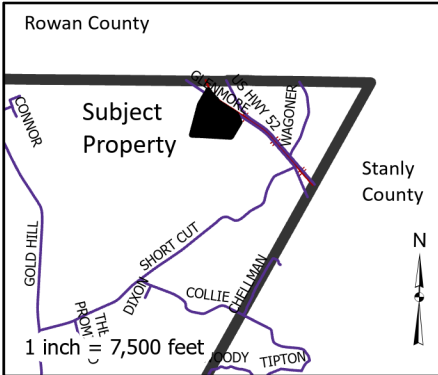 Rowan County
GLENMORE
US HWY 52
WAGONER
CONNOR
Subject
Property
Stanly
County
N
GOLD HILL
SHORT CUT
DIXON
COLLIE
CHELLMAN
THE
1 inch = 7,500 feet
TIPTON